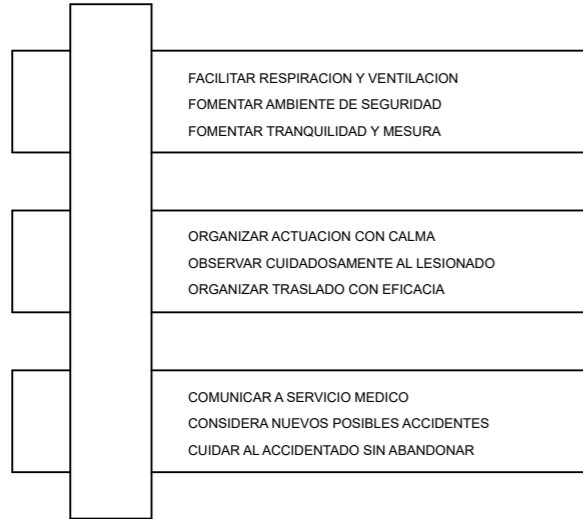 FACILITAR RESPIRACION Y VENTILACION
FOMENTAR AMBIENTE DE SEGURIDAD
FOMENTAR TRANQUILIDAD Y MESURA
ORGANIZAR ACTUACION CON CALMA
OBSERVAR CUIDADOSAMENTE AL LESIONADO
ORGANIZAR TRASLADO CON EFICACIA
COMUNICAR A SERVICIO MEDICO
CONSIDERA NUEVOS POSIBLES ACCIDENTES
CUIDAR AL ACCIDENTADO SIN ABANDONAR